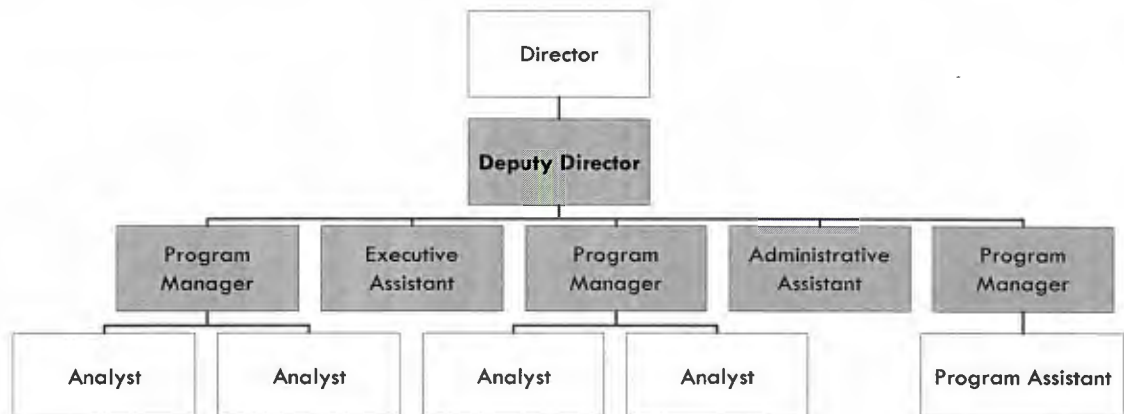 Director
Deputy Director
Program
Manager
Executive
Assistant
Program
Manager
Administrative
Assistant
Program
Manager
Analyst
Analyst
Analyst
Analyst
Program Assistant